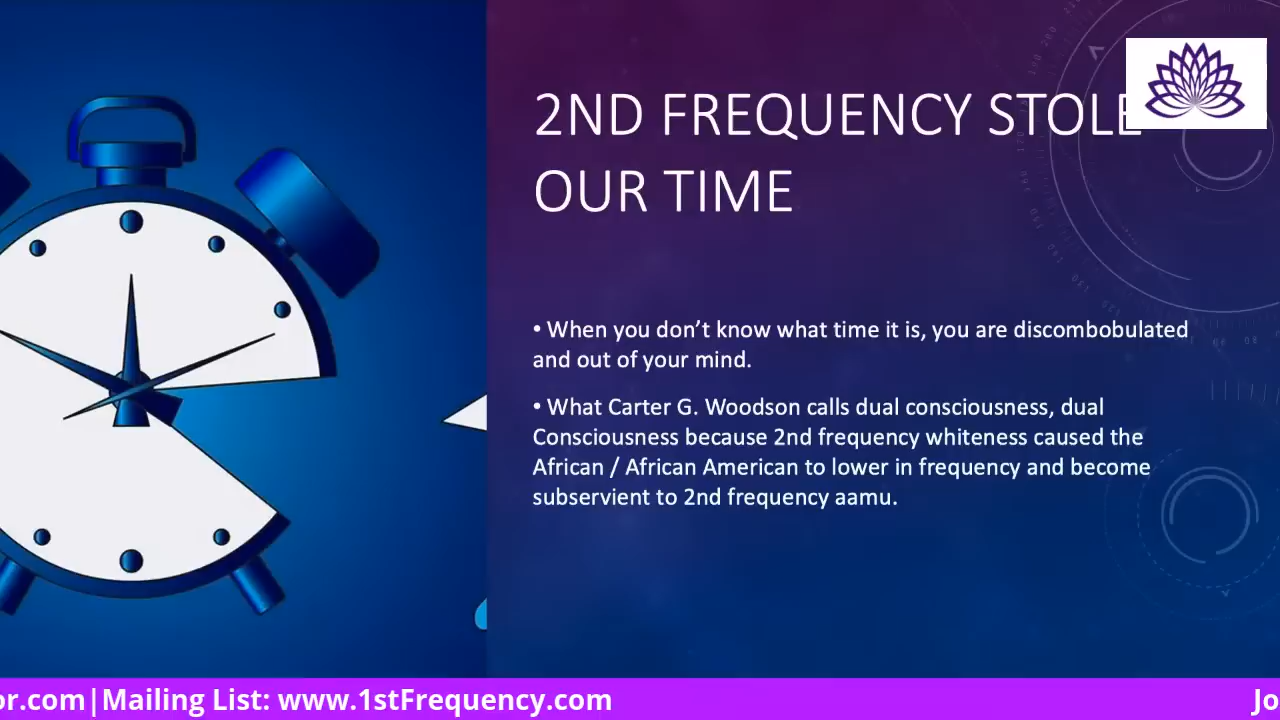 2ND FREQUENCY STOLE
OUR TIME
• When you don’t know what time it is, you are discombobulated
and out of your mind.
• What Carter G. Woodson calls dual consciousness, dual
Consciousness because 2nd frequency whiteness caused the
African / African American to lower in frequency and become
subservient to 2nd frequency aamu.
or.com|Mailing List: www.1stFrequency.com
Jo